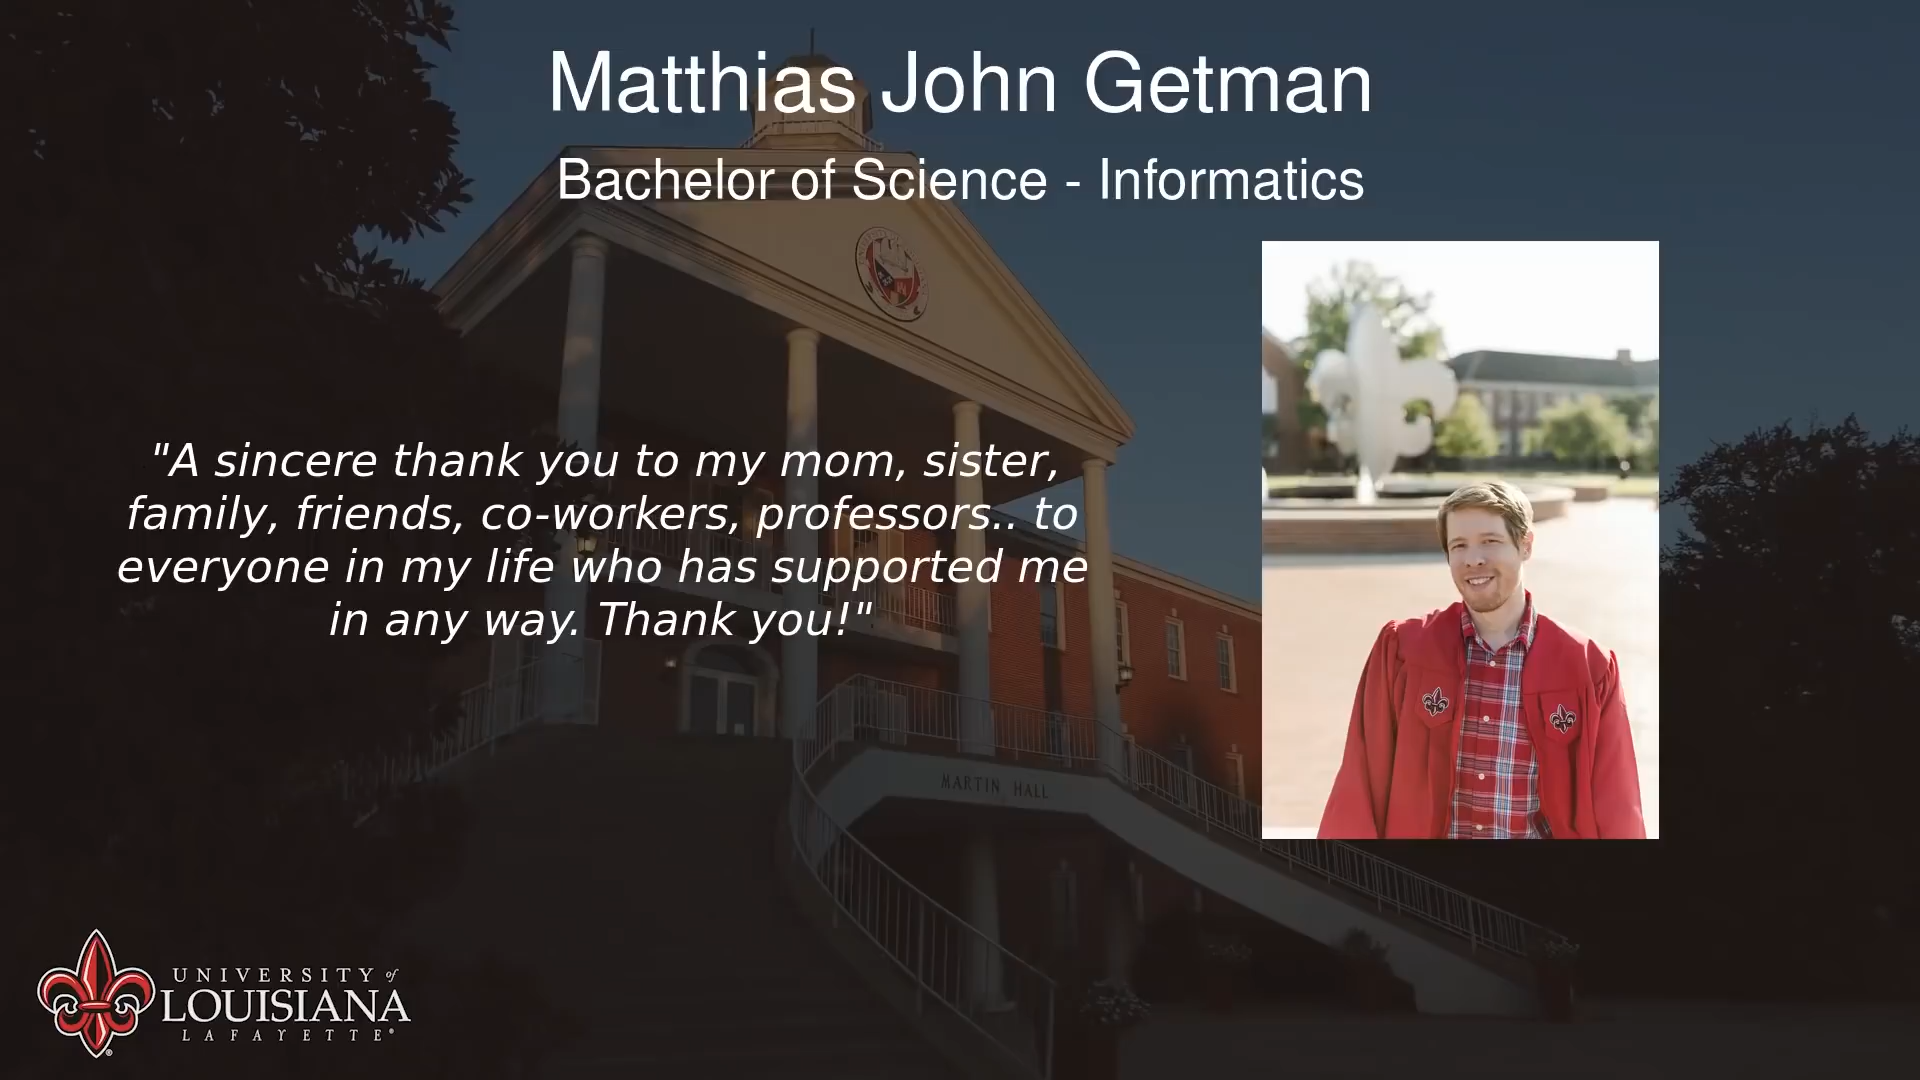 Matthias John Getman
Bachelor of Science - Informatics
"A sincere thank you to my mom, sister,
family, friends, co-workers, professors.. to
everyone in my life who has supported me
in any way. Thank you!"
MARTIN HALL
UNIVERSITY of
LOUISIANA
LAFAYETTE®